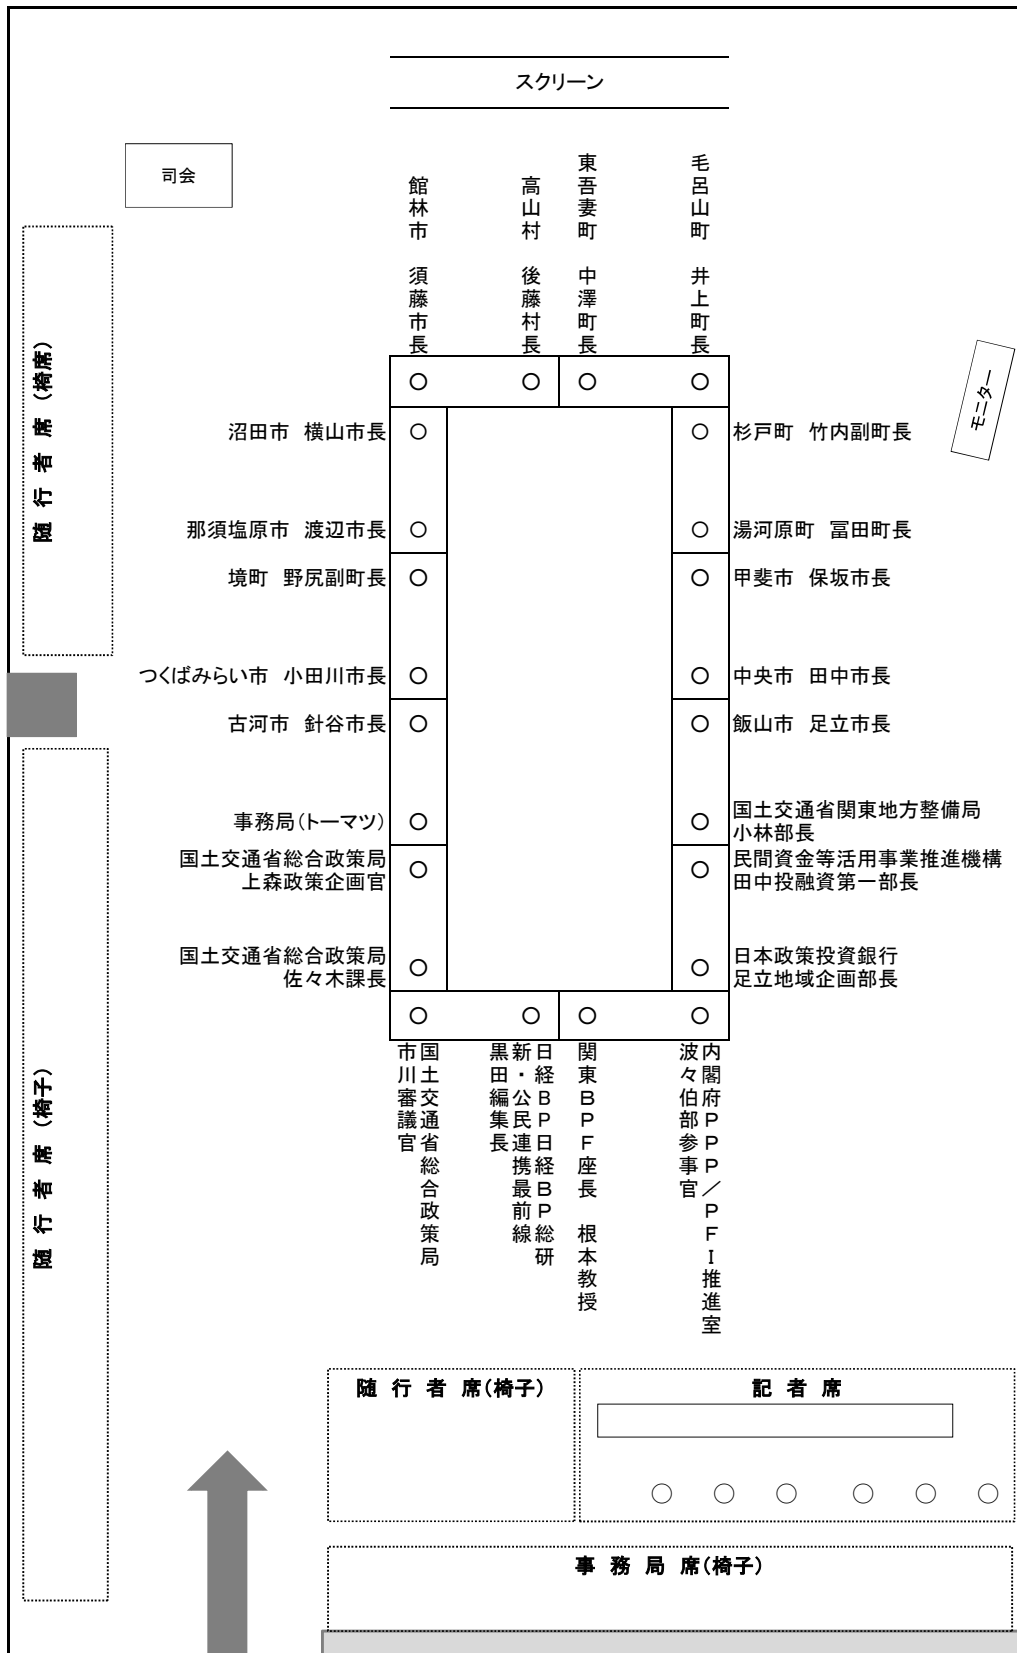 スクリーン
司会
館林市　須藤市長
高山村　後藤村長
東吾妻町　中澤町長
毛呂山町　井上町長
随 行 者 席 (椅席)
モニター
沼田市　横山市長
杉戸町　竹内副町長
那須塩原市　渡辺市長
湯河原町　冨田町長
境町　野尻副町長
甲斐市　保坂市長
つくばみらい市　小田川市長
中央市　田中市長
古河市　針谷市長
飯山市　足立市長
事務局(トーマツ)
国土交通省関東地方整備局
小林部長
国土交通省総合政策局
上森政策企画官
民間資金等活用事業推進機構
田中投融資第一部長
国土交通省総合政策局
佐々木課長
日本政策投資銀行
足立地域企画部長
国土交通省総合政策局
市川審議官
日経ＢＰ日経ＢＰ総研
新・公民連携最前線
黒田編集長
関東ＢＰＦ座長　根本教授
内閣府ＰＰＰ／ＰＦＩ推進室
波々伯部参事官
随 行 者 席 (椅子)
随 行 者 席(椅子)
記 者 席
事 務 局 席(椅子)